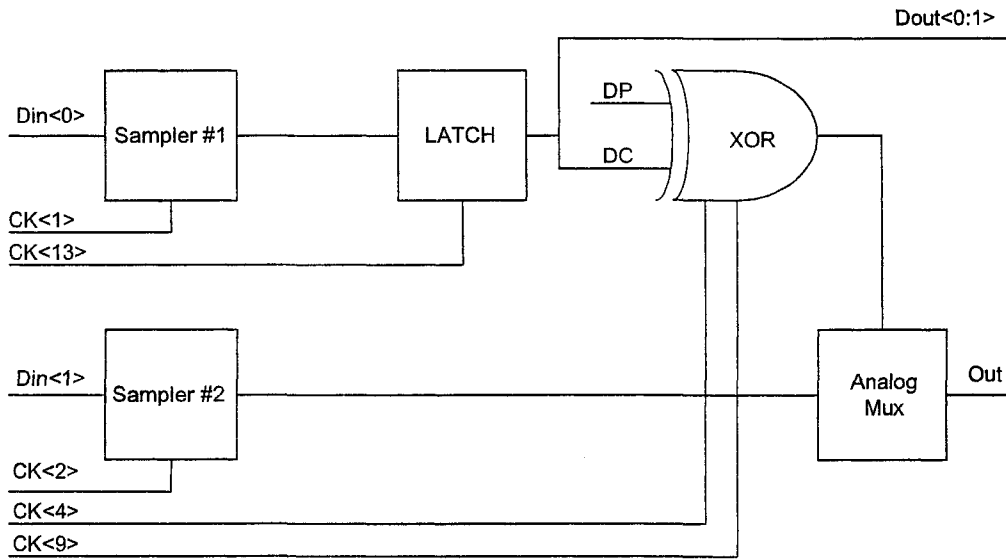 Dout<0:1>
Din<0>
Sampler #1
LATCH
DP
DC
XOR
CK<1>
CK<13>
Din<1>
Sampler #2
Analog
Mux
Out
CK<2>
CK<4>
CK<9>